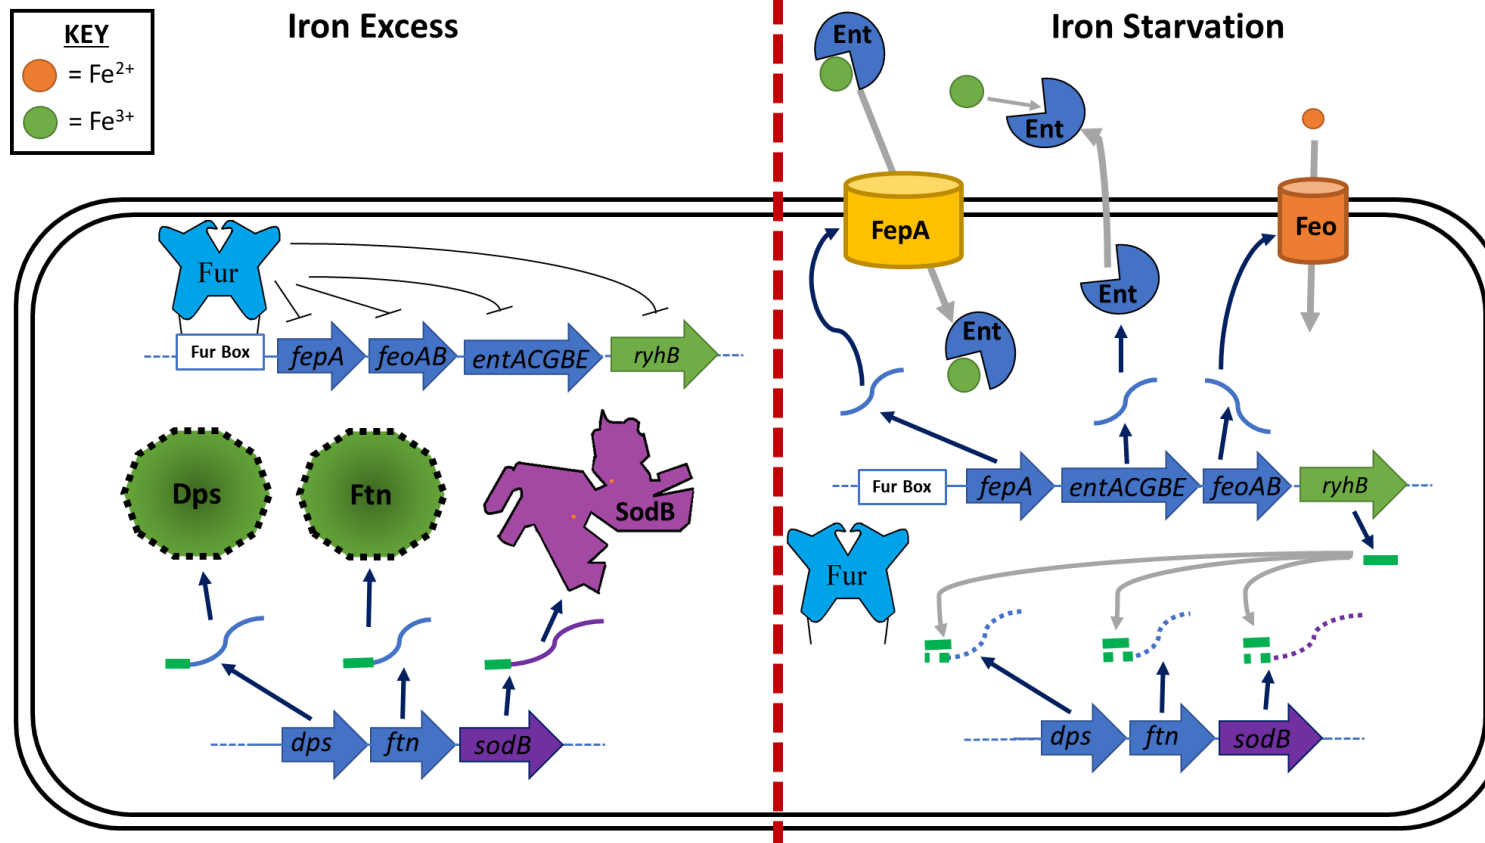 Iron Excess
Iron Starvation
KEY
= Fe2+
= Fe3+
Ent
Ent
FepA
Feo
Fur
Ent
Ent
Fur Box
fepA
feoAB
entACGBE
ryhB
Dps
Ftn
SodB
Fur Box
fepA
entACGBE
feoAB
ryhB
Fur
dps
ftn
sodB
dps
ftn
sodB